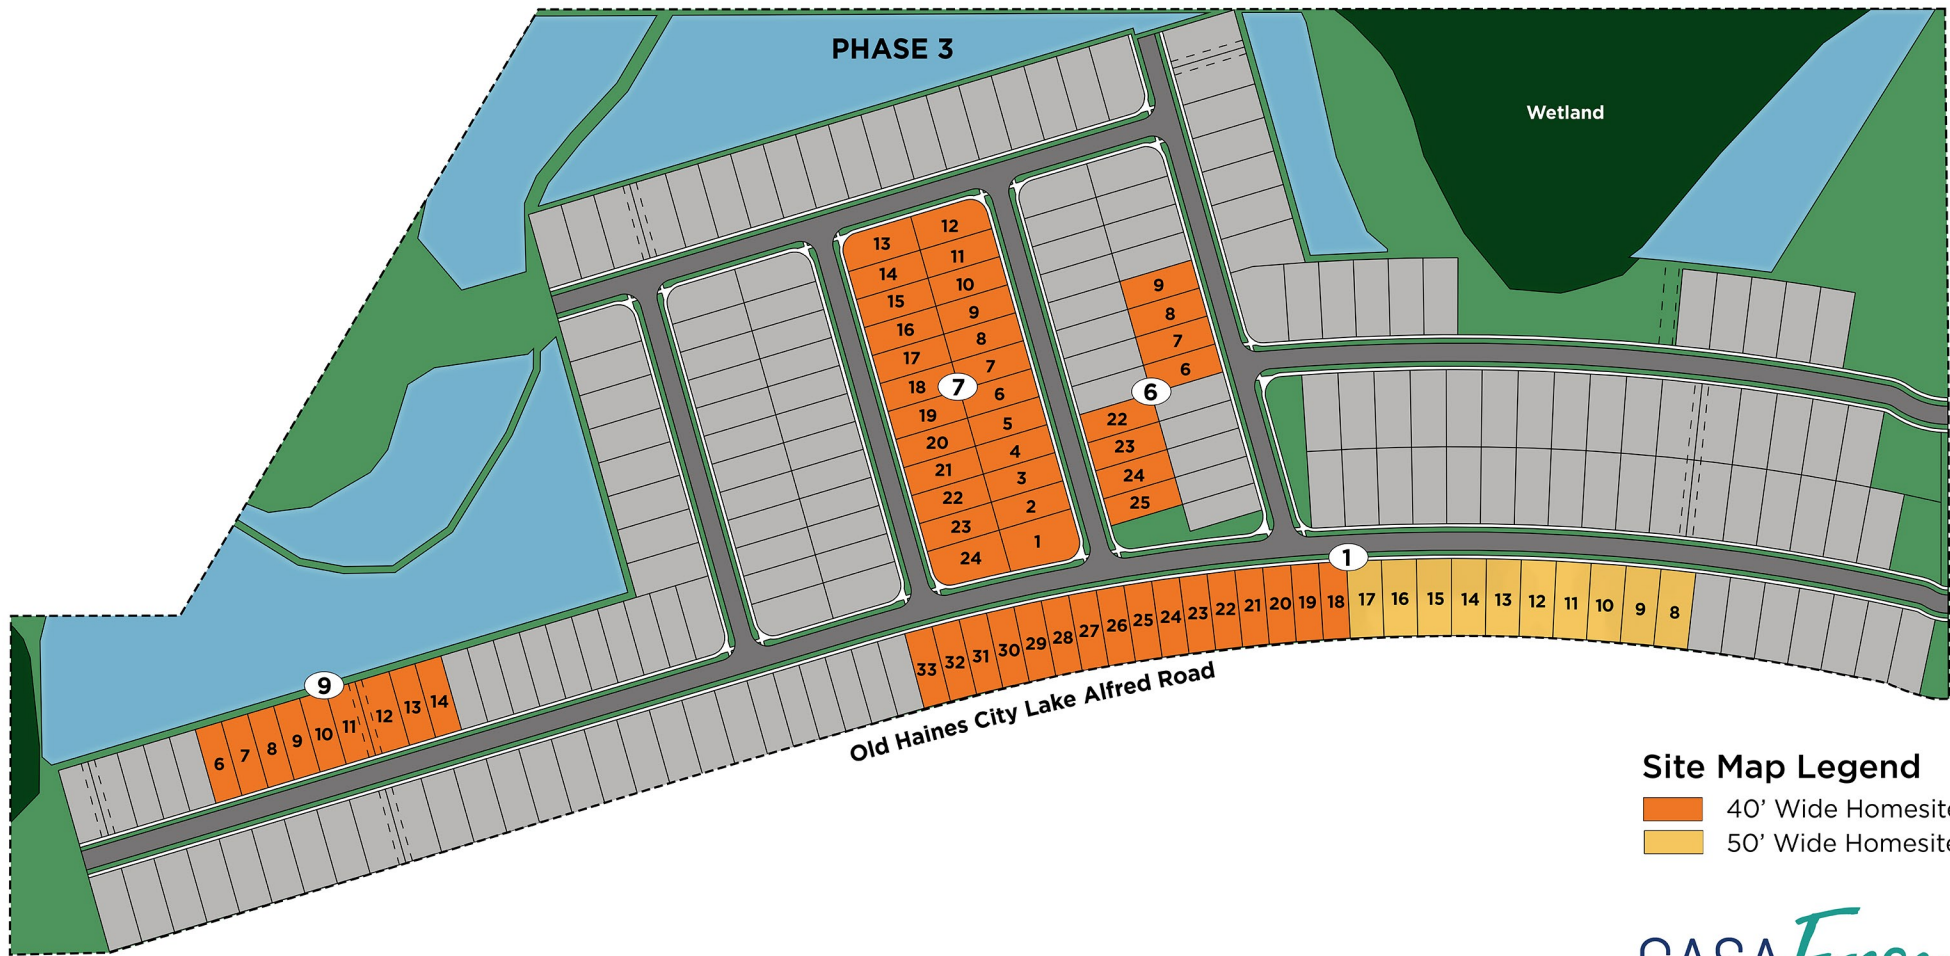 PHASE 3
Wetland
13 12
14 11
15 10
16 9
17 8
18 7 7
19 6
20 5
21 4
22 3
23 2
24 1
9
8
7
6
6
22
23
24
25
1
33 32 31 30 29 28 27 26 25 24 23 22 21 20 19 18 17 16 15 14 13 12 11 10 9 8
9
6 7 8 9 10 11 12 13 14
Old Haines City Lake Alfred Road
Site Map Legend
40’ Wide
50’ Wide
CASA